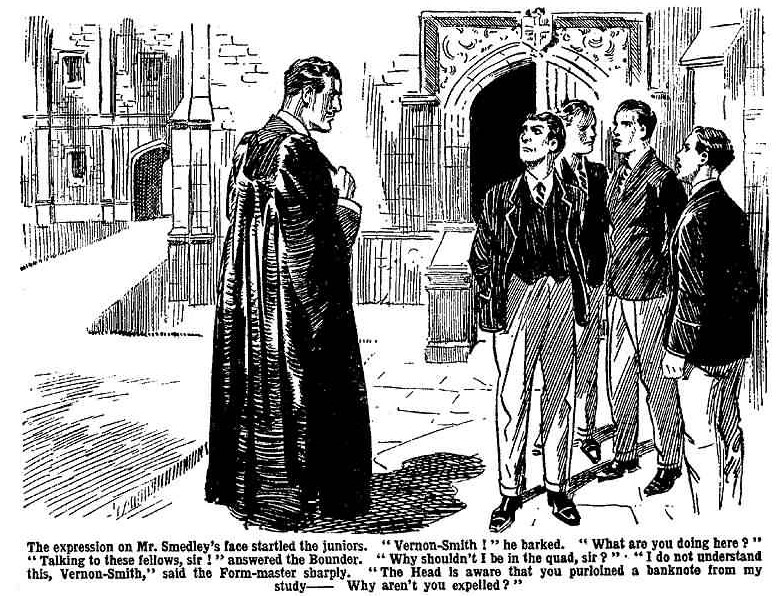 The expression on Mr. Smedley's face startled the juniors. "Vernon-Smith!" he barked. "What are you doing here?"
"Talking to these fellows, sir!" answered the Bounder. "Why shouldn't I be in the quad, sir?" "I do not understand
this, Vernon-Smith," said the Form-master sharply. "The Head is aware that you purloined a banknote from my
study—— Why aren't you expelled?"